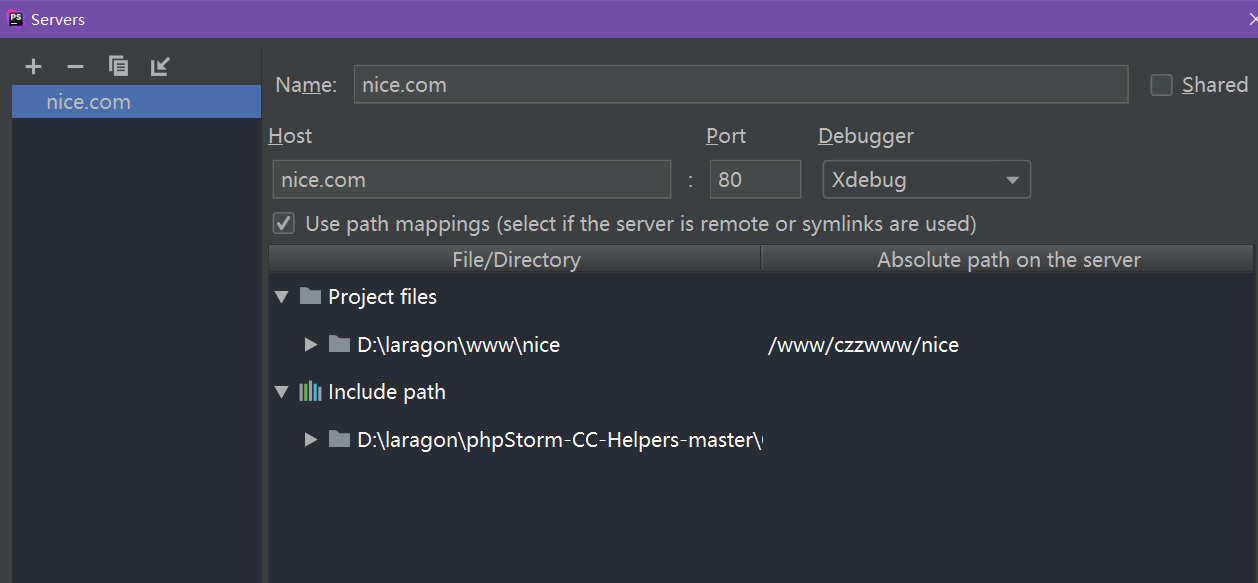 PS Servers
nice.com
Name: nice.com Shared
Host Port Debugger
nice.com : 80 Xdebug
Use path mappings (select if the server is remote or symlinks are used)
File/Directory Absolute path on the server
Project files
D:\laragon\www\nice /www/czzwww/nice
Include path
D:\laragon\phpStorm-CC-Helpers-master\